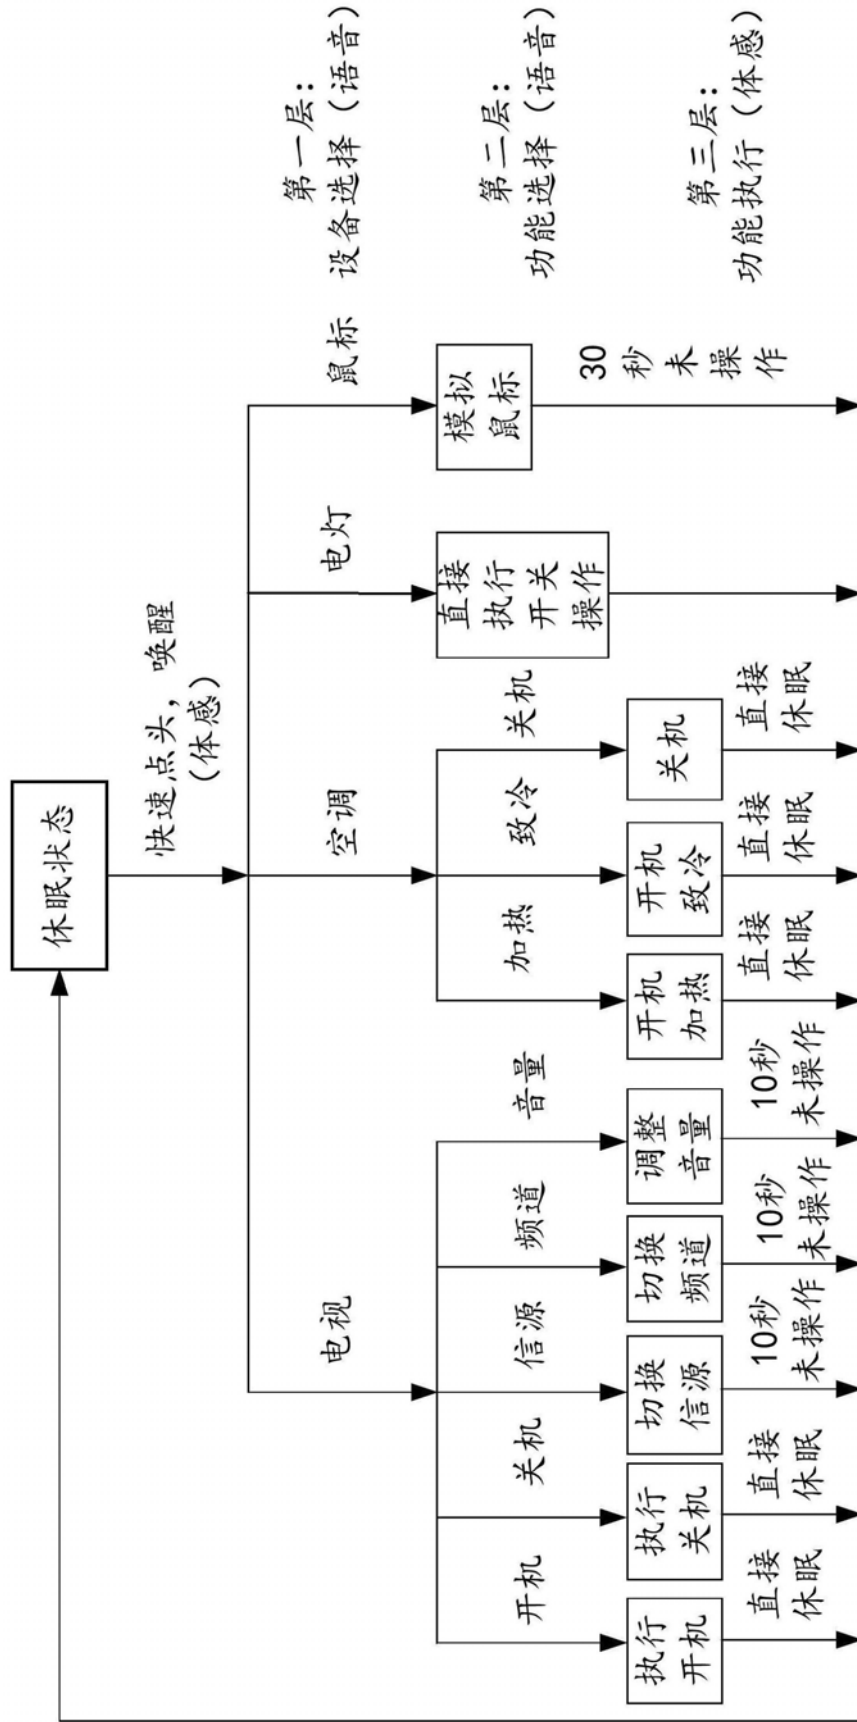 休眠状态
快速点头，唤醒
（体感）
电视
空调
电灯
鼠标
第一层：
设备选择（语音）
开机
关机
信源
频道
音量
加热
致冷
关机
直接
执行
开关
操作
模拟
鼠标
第二层：
功能选择（语音）
执行
开机
执行
关机
切换
信源
切换
频道
调整
音量
开机
加热
开机
致冷
关机
30
秒
未
操
作
第三层：
功能执行（体感）
直接
休眠
直接
休眠
10秒
未操作
10秒
未操作
10秒
未操作
直接
休眠
直接
休眠
直接
休眠